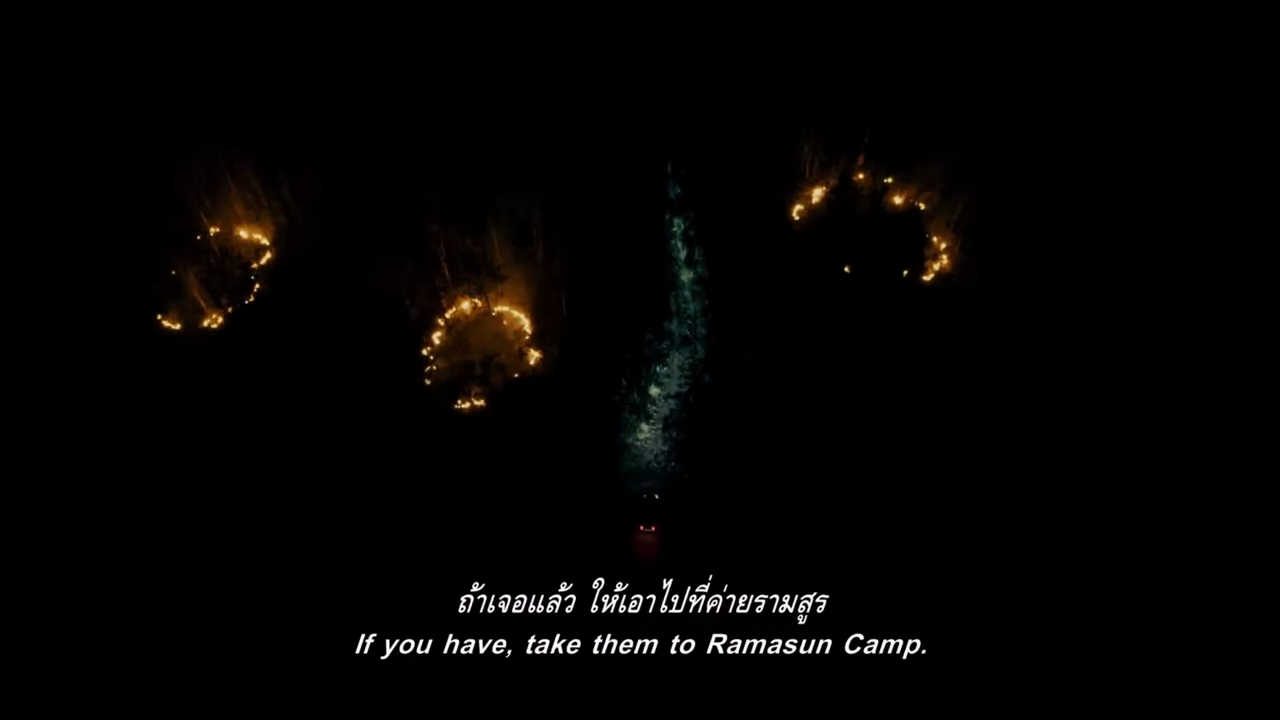 ถ้าเจอแล้ว ให้เอาไปที่ค่ายรามสูร
If you have, take them to Ramasun Camp.